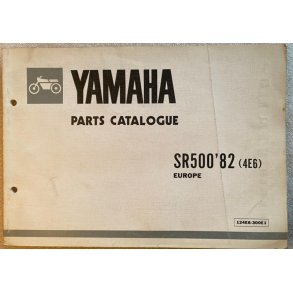 YAMAHA
PARTS CATALOGUE
SR500'82 (4E6)
EUROPE